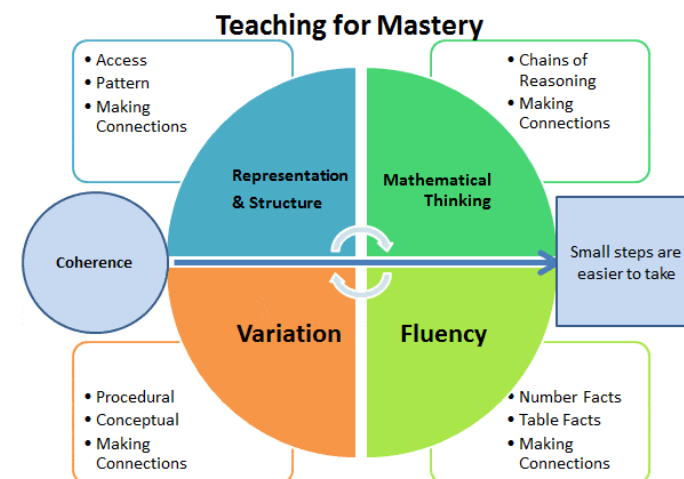 Teaching for Mastery
• Access
• Pattern
• Making
Connections
• Chains of
Reasoning
• Making
Connections
Representation
& Structure
Mathematical
Thinking
Coherence
Small steps are
easier to take
Variation
Fluency
• Procedural
• Conceptual
• Making
Connections
• Number Facts
• Table Facts
• Making
Connections